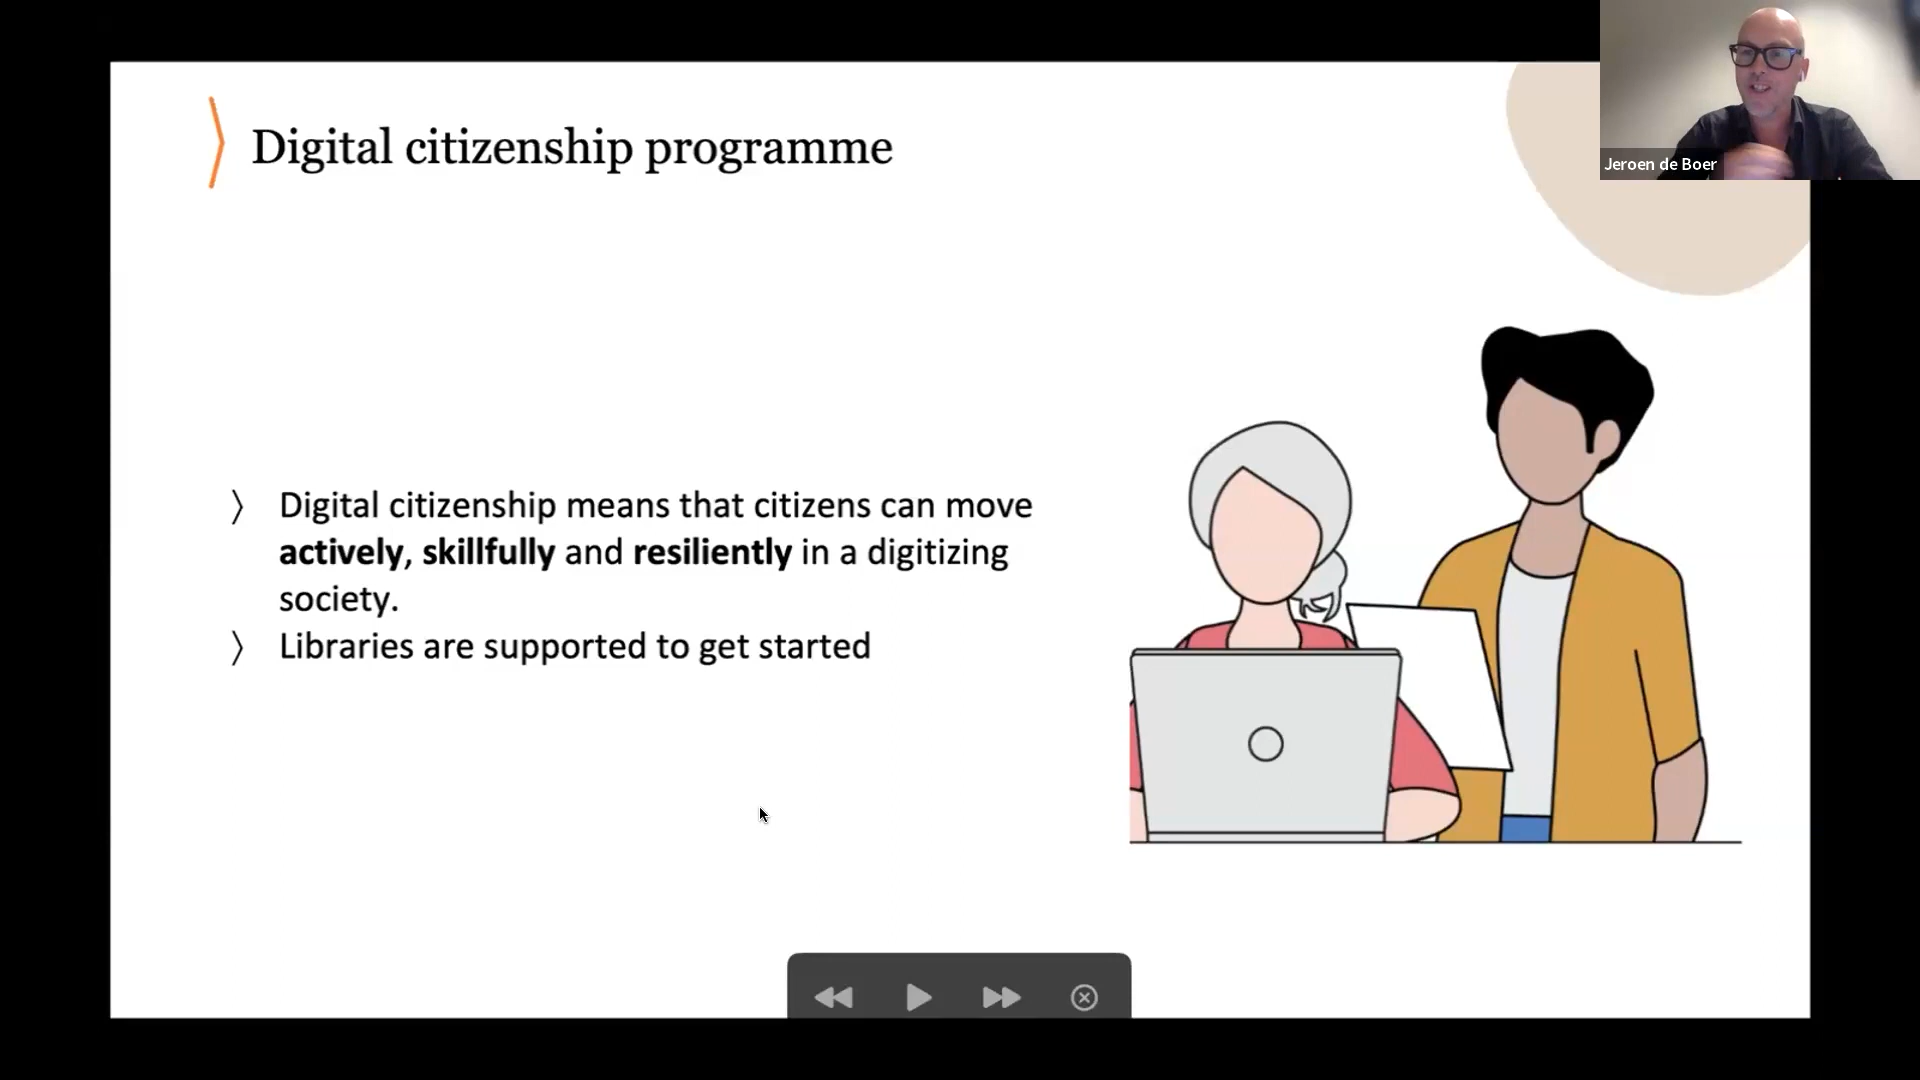 Digital citizenship programme
Jeroen de Boer
〉 Digital citizenship means that citizens can move
actively, skillfully and resiliently in a digitizing
society.
〉 Libraries are supported to get started